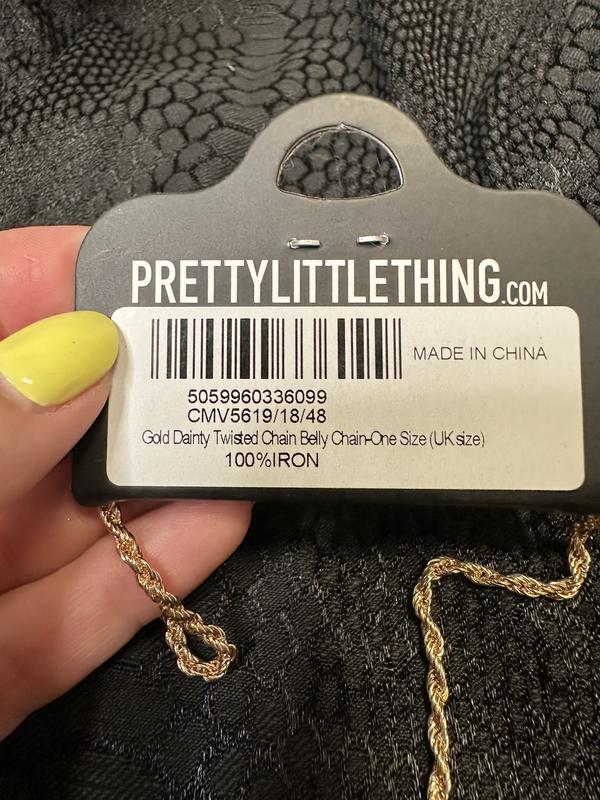 PRETTYLITTLETHING.COM
MADE IN CHINA
5059960336099
CMV5619/18/48
Gold Dainty Twisted Chain Belly Chain-One Size (UK size)
100%IRON